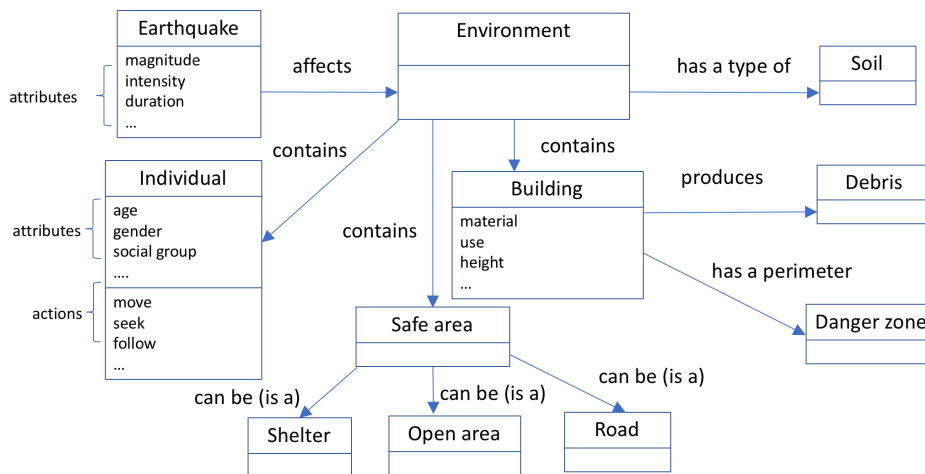 Earthquake
magnitude
intensity
duration
...
attributes
affects
Environment
has a type of
Soil
contains
contains
contains
Individual
age
gender
social group
....
attributes
move
seek
follow
...
actions
Building
material
use
height
...
produces
Debris
has a perimeter
Danger zone
Safe area
can be (is a)
can be (is a)
can be (is a)
Shelter
Open area
Road